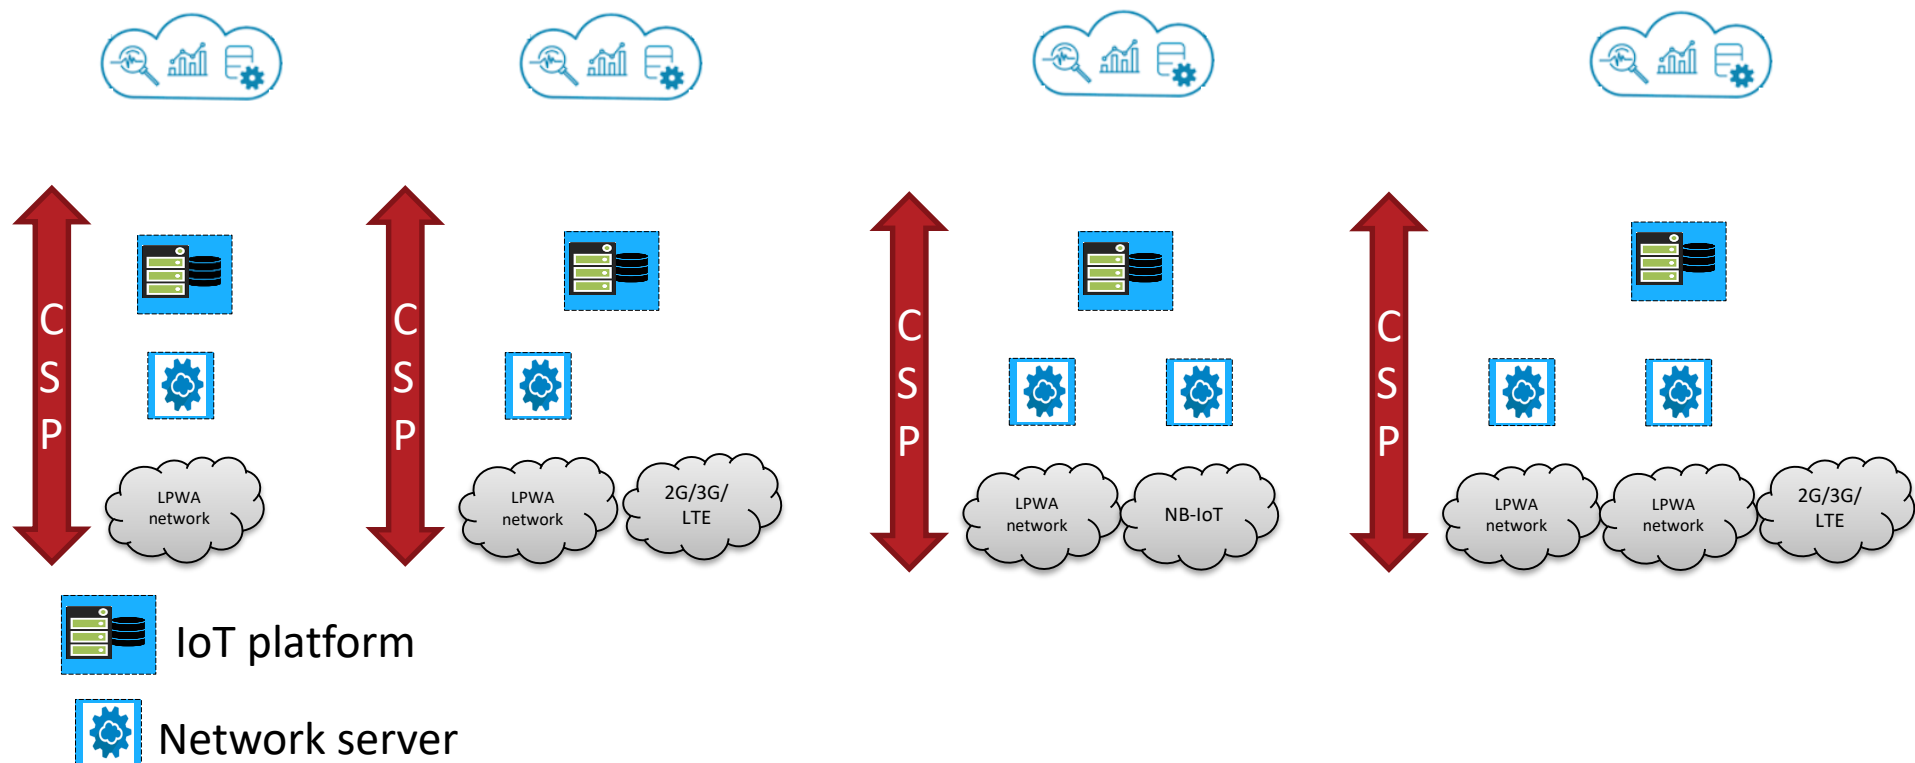 C
S
P
LPWA
network
C
S
P
LPWA
network
2G/3G/
LTE
C
S
P
LPWA
network
NB-IoT
C
S
P
LPWA
network
LPWA
network
2G/3G/
LTE
IoT platform
Network server